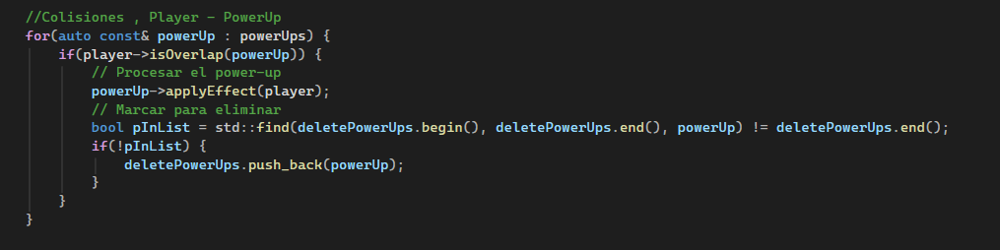 //Colisiones , Player - PowerUp
for(auto const& powerUp : powerUps) {
    if(player->isOverlap(powerUp)) {
        // Procesar el power-up
        powerUp->applyEffect(player);
        // Marcar para eliminar
        bool pInList = std::find(deletePowerUps.begin(), deletePowerUps.end(), powerUp) != deletePowerUps.end();
        if(!pInList) {
            deletePowerUps.push_back(powerUp);
        }
    }
}